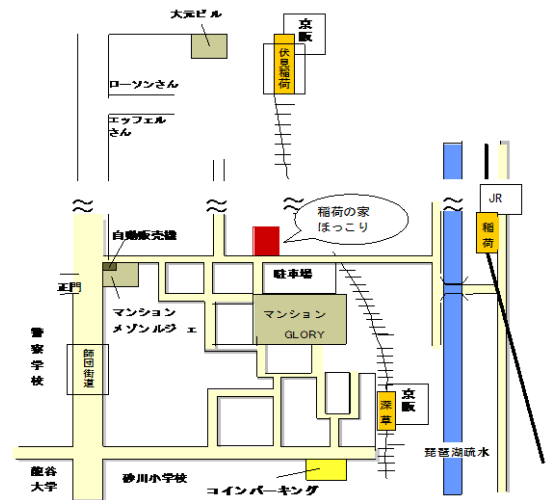 大元ビル
京
阪
伏見稲荷
ローソンさん
エッフェル
さん
JR
稲荷
稲荷の家
ほっこり
自動販売機
正門
駐車場
マンション
メゾンルジェ
マンション
GLORY
警察学校
師団街道
京
阪
深草
琵琶湖疏水
龍谷
大学
砂川小学校
コインパーキング